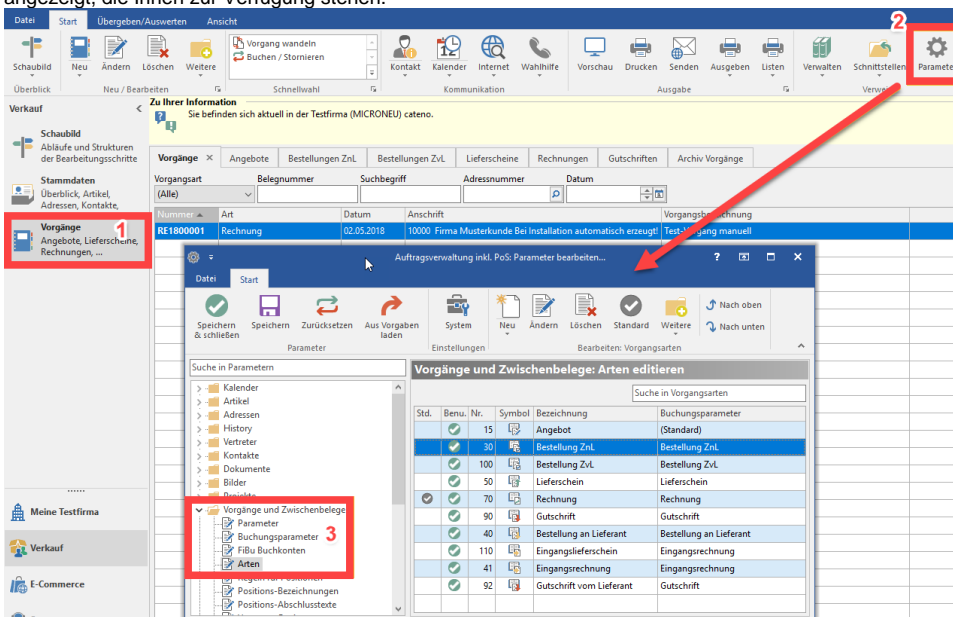 angezeigt, die Ihnen zur Verfügung stehen.
Datei Start Übergeben/Auswerten Ansicht
2
Schaubild Neu Ändern Löschen Weitere
Vorgang wandeln
Buchen / Stornieren
Kontakt Kalender Internet Wahlhilfe Vorschau Drucken Senden Ausgeben Listen Verwalten Schnittstellen Paramete
Überblick Neu / Bearbeiten Schnellwahl Kommunikation Ausgabe
Verkauf
Zu Ihrer Information
Sie befinden sich aktuell in der Testfirma (MICRONEU) cateno.
Schaubild
Abläufe und Strukturen
der Bearbeitungsschritte
Stammdaten
Überblick, Artikel,
Adressen, Kontakte,
Vorgänge 1
Angebote, Lieferscheine,
Rechnungen, ...
Vorgänge Angebote Bestellungen ZnL Bestellungen ZvL Lieferscheine Rechnungen Gutschriften Archiv Vorgänge
Vorgangsart Belegnummer Suchbegriff Adressnummer Datum
(Alle)
Nummer Art Datum Anschrift Vorgangsbezeichnung
RE1800001 Rechnung 02.05.2018 10000 Firma Musterkunde Bei Installation automatisch erzeugt! Test-Vorgang manuell
Auftragsverwaltung inkl. PoS: Parameter bearbeiten...
Datei Start
Speichern & schließen Speichern Zurücksetzen Aus Vorgaben laden System Neu Ändern Löschen Standard Weitere
Nach oben
Nach unten
Parameter Einstellungen Bearbeiten: Vorgangsarten
Suche in Parametern
Kalender
Artikel
Adressen
History
Vertreter
Kontakte
Dokumente
Bilder
Projekte
Vorgänge und Zwischenbelege
Parameter
Buchungsparameter 3
FiBu Buchkonten
Arten
Regeln für Positionen
Positions-Bezeichnungen
Positions-Abschlusstexte
Vorgänge und Zwischenbelege: Arten editieren
Suche in Vorgangsarten
Std. Benu. Nr. Symbol Bezeichnung Buchungsparameter
15 Angebot (Standard)
30 Bestellung ZnL Bestellung ZnL
100 Bestellung ZvL Bestellung ZvL
50 Lieferschein Lieferschein
70 Rechnung Rechnung
90 Gutschrift Gutschrift
40 Bestellung an Lieferant Bestellung an Lieferant
110 Eingangslieferschein Eingangsrechnung
41 Eingangsrechnung Eingangsrechnung
92 Gutschrift vom Lieferant Gutschrift
Meine Testfirma
Verkauf
E-Commerce